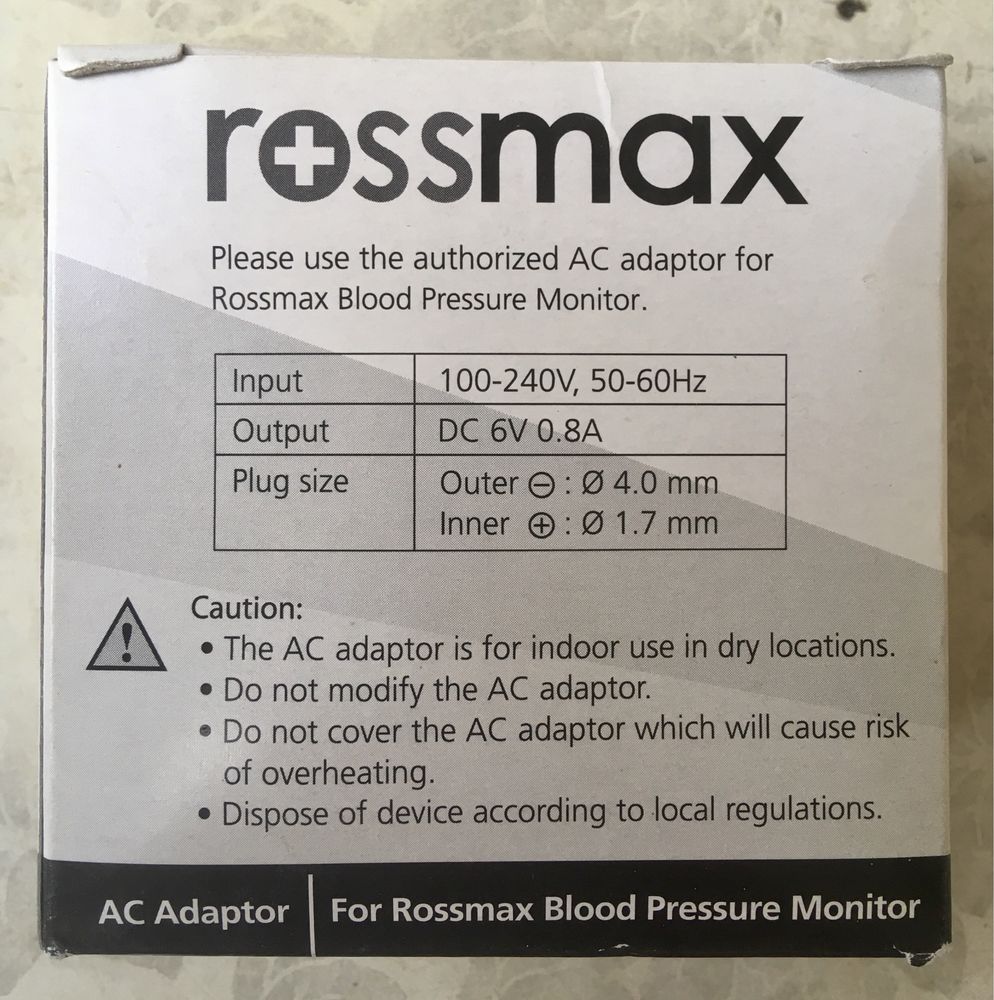 rossmax
Please use the authorized AC adaptor for
Rossmax Blood Pressure Monitor.
Input 100-240V, 50-60Hz
Output DC 6V 0.8A
Plug size Outer ⊖ : Ø 4.0 mm
Inner ⊕ : Ø 1.7 mm
Caution:
• The AC adaptor is for indoor use in dry locations.
• Do not modify the AC adaptor.
• Do not cover the AC adaptor which will cause risk
of overheating.
• Dispose of device according to local regulations.
AC Adaptor | For Rossmax Blood Pressure Monitor